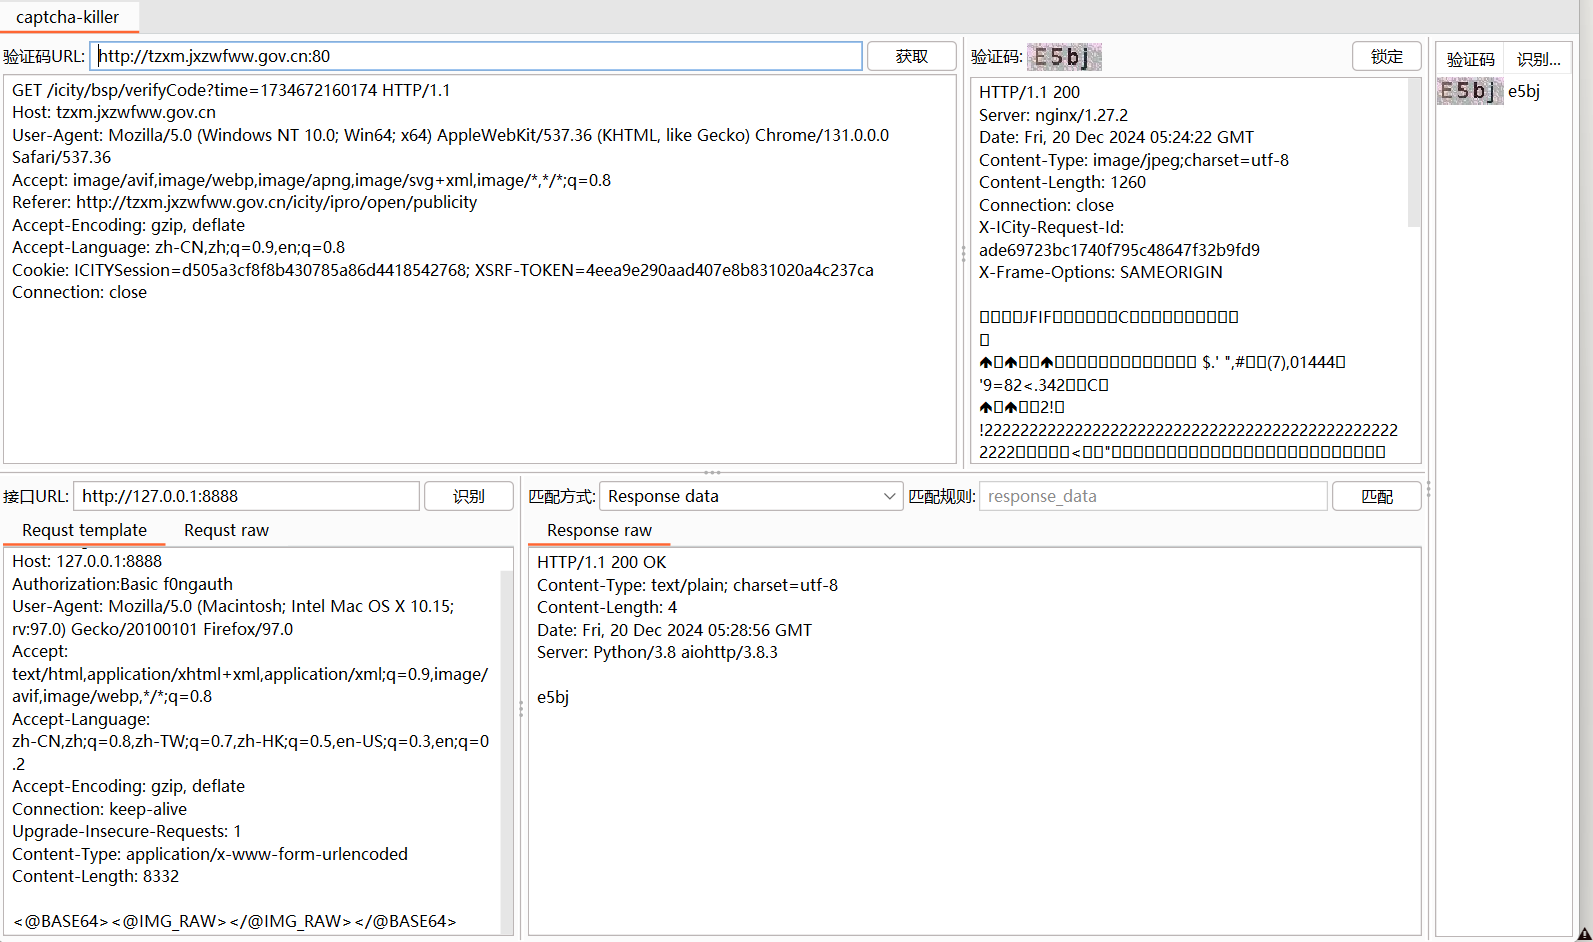 captcha-killer
验证码URL: http://tzxm.jxzwfww.gov.cn:80 获取
GET /icity/bsp/verifyCode?time=1734672160174 HTTP/1.1
Host: tzxm.jxzwfww.gov.cn
User-Agent: Mozilla/5.0 (Windows NT 10.0; Win64; x64) AppleWebKit/537.36 (KHTML, like Gecko) Chrome/131.0.0.0
Safari/537.36
Accept: image/avif,image/webp,image/apng,image/svg+xml,image/*,*/*;q=0.8
Referer: http://tzxm.jxzwfww.gov.cn/icity/ipro/open/publicity
Accept-Encoding: gzip, deflate
Accept-Language: zh-CN,zh;q=0.9,en;q=0.8
Cookie: ICITYSession=d505a3cf8f8b430785a86d4418542768; XSRF-TOKEN=4eea9e290aad407e8b831020a4c237ca
Connection: close
验证码: E5bj 锁定
HTTP/1.1 200
Server: nginx/1.27.2
Date: Fri, 20 Dec 2024 05:24:22 GMT
Content-Type: image/jpeg;charset=utf-8
Content-Length: 1260
Connection: close
X-ICity-Request-Id:
ade69723bc1740f795c48647f32b9fd9
X-Frame-Options: SAMEORIGIN
JFIF C
$.' ",# (7),01444
'9=82<.342 C
2!
!2222222222222222222222222222222222222222222222
2222 < "
验证码 识别...
E5bj e5bj
接口URL: http://127.0.0.1:8888 识别
Requst template Requst raw
Host: 127.0.0.1:8888
Authorization:Basic f0ngauth
User-Agent: Mozilla/5.0 (Macintosh; Intel Mac OS X 10.15;
rv:97.0) Gecko/20100101 Firefox/97.0
Accept:
text/html,application/xhtml+xml,application/xml;q=0.9,image/
avif,image/webp,*/*;q=0.8
Accept-Language:
zh-CN,zh;q=0.8,zh-TW;q=0.7,zh-HK;q=0.5,en-US;q=0.3,en;q=0
.2
Accept-Encoding: gzip, deflate
Connection: keep-alive
Upgrade-Insecure-Requests: 1
Content-Type: application/x-www-form-urlencoded
Content-Length: 8332
<@BASE64><@IMG_RAW></@IMG_RAW></@BASE64>
匹配方式: Response data 匹配规则: response_data 匹配
Response raw
HTTP/1.1 200 OK
Content-Type: text/plain; charset=utf-8
Content-Length: 4
Date: Fri, 20 Dec 2024 05:28:56 GMT
Server: Python/3.8 aiohttp/3.8.3
e5bj